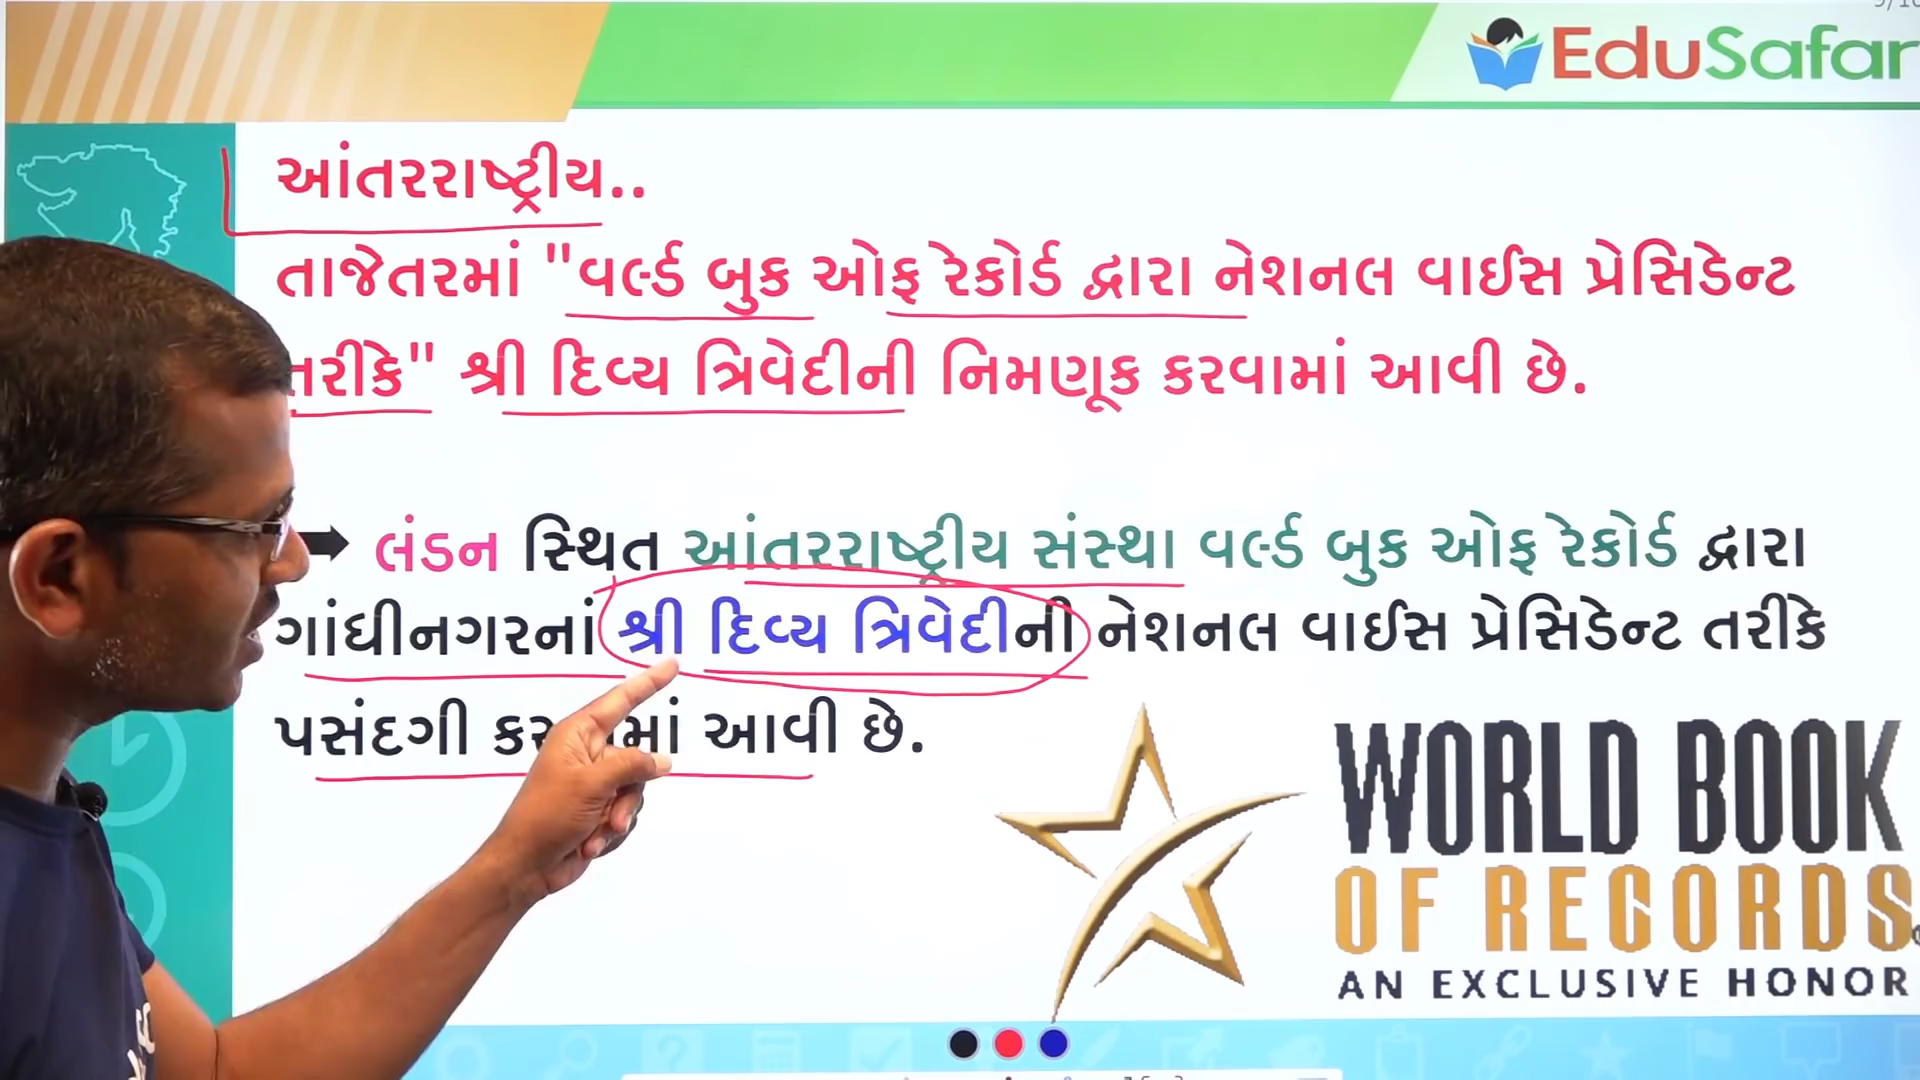 EduSafar
આંતરરાષ્ટ્રીય..
તાજેતરમાં "વર્લ્ડ બુક ઓફ રેકોર્ડ દ્વારા નેશનલ વાઈસ પ્રેસિડેન્ટ
તરીકે" શ્રી દિવ્ય ત્રિવેદીની નિમણૂક કરવામાં આવી છે.
➡ લંડન સ્થિત આંતરરાષ્ટ્રીય સંસ્થા વર્લ્ડ બુક ઓફ રેકોર્ડ દ્વારા
ગાંધીનગરનાં શ્રી દિવ્ય ત્રિવેદીની નેશનલ વાઈસ પ્રેસિડેન્ટ તરીકે
પસંદગી કરવામાં આવી છે.
WORLD BOOK
OF RECORDS
AN EXCLUSIVE HONOR